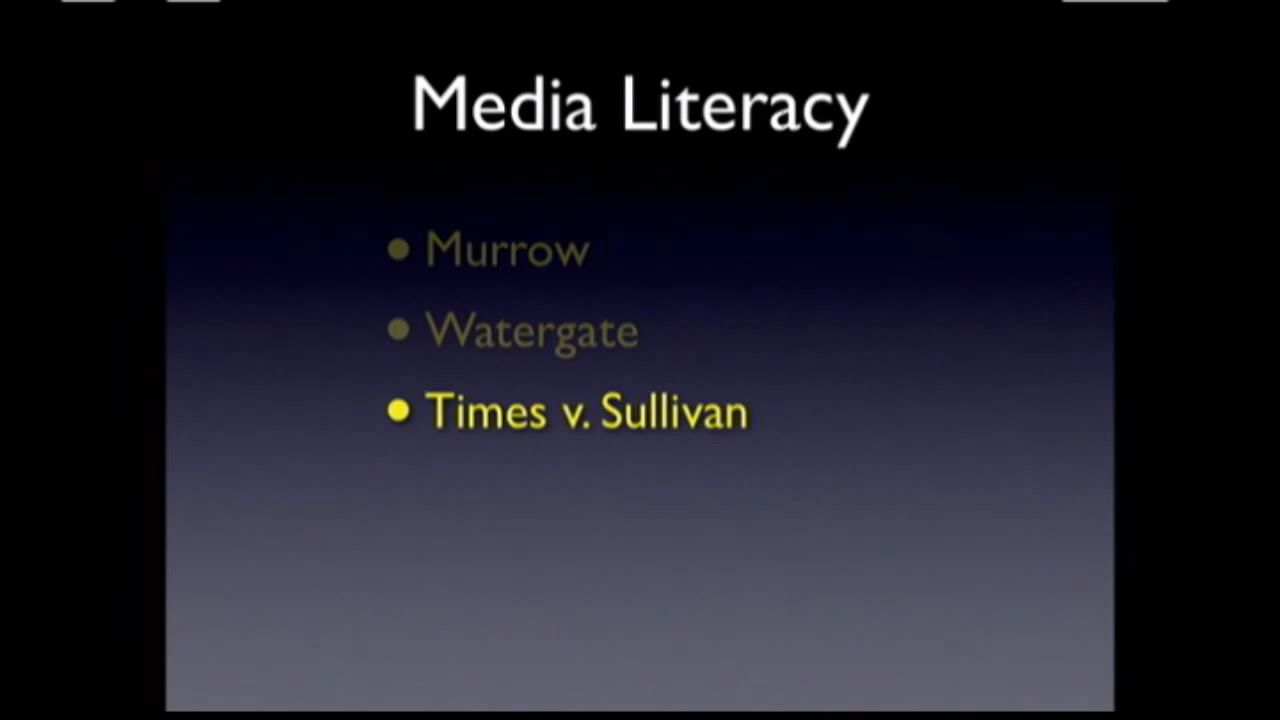 Media Literacy
• Murrow
• Watergate
• Times v. Sullivan